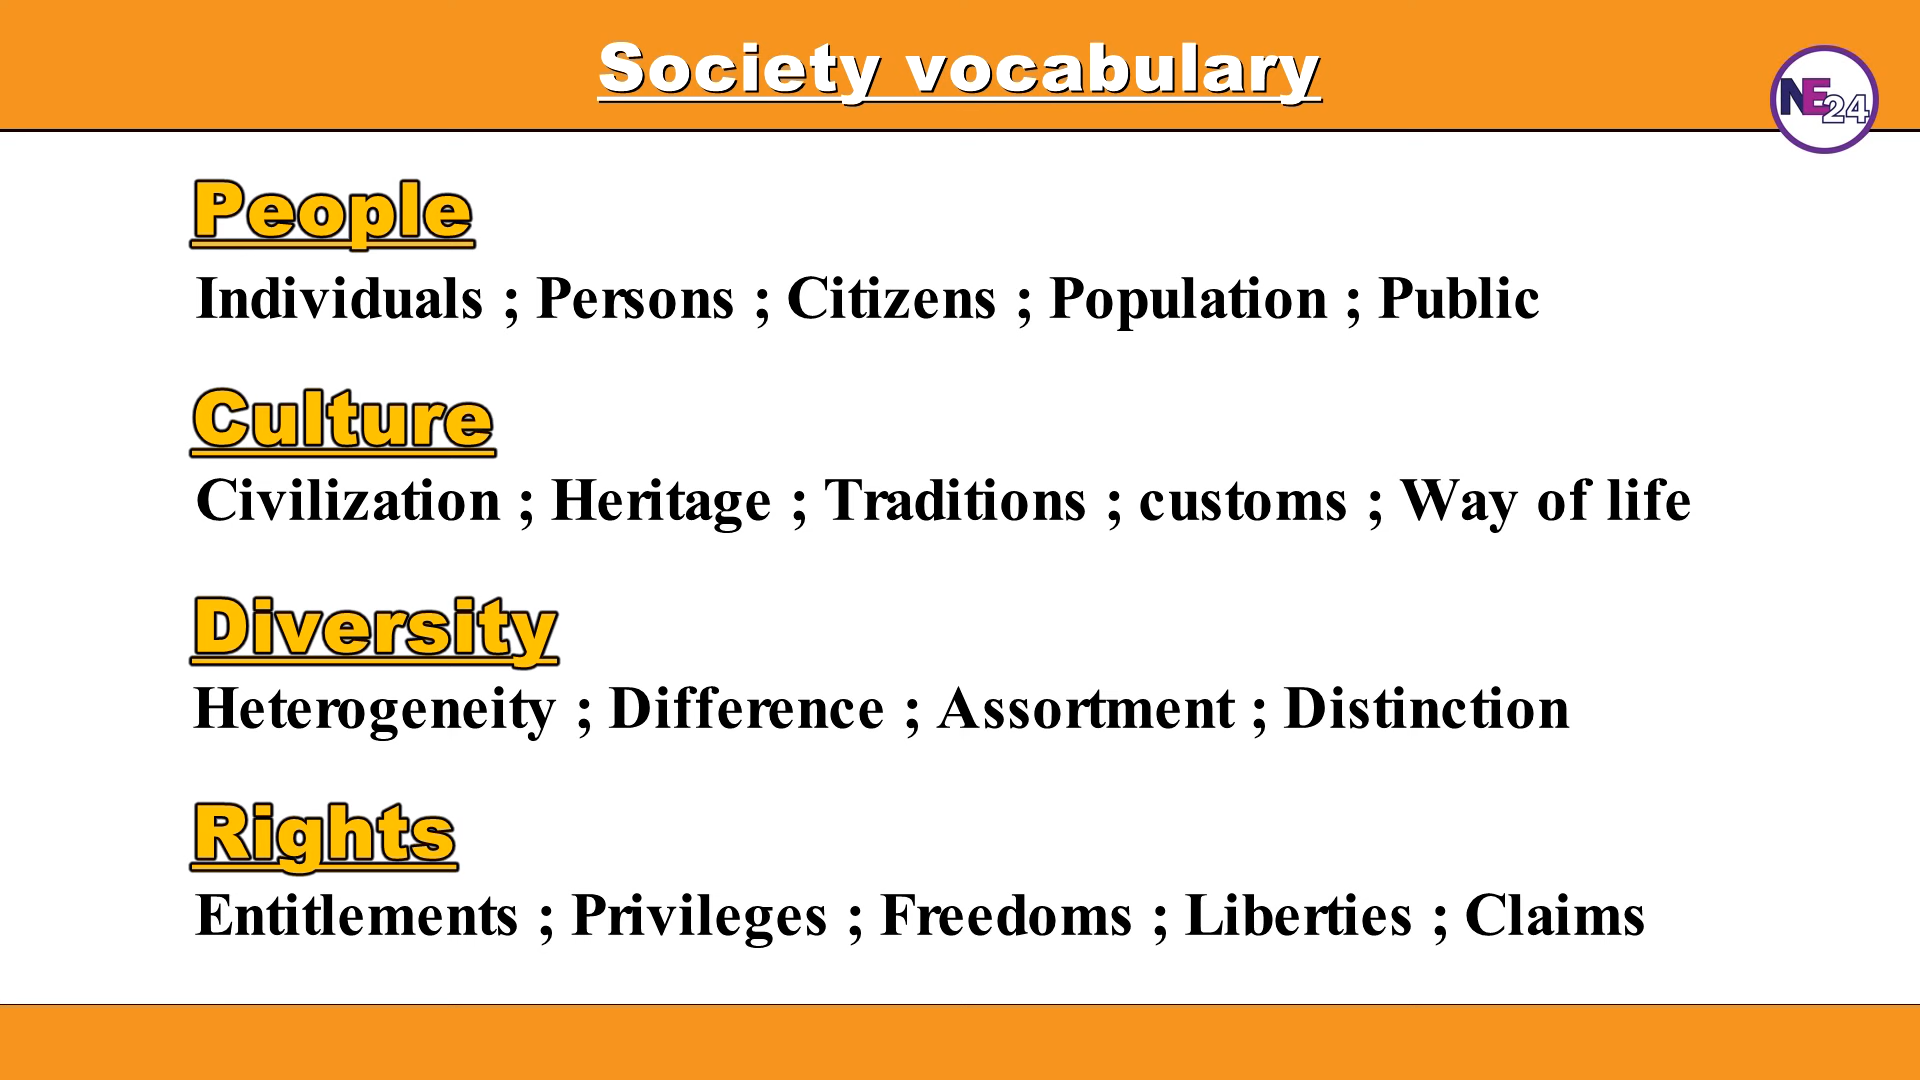 Society vocabulary
NE24
People
Individuals ; Persons ; Citizens ; Population ; Public
Culture
Civilization ; Heritage ; Traditions ; customs ; Way of life
Diversity
Heterogeneity ; Difference ; Assortment ; Distinction
Rights
Entitlements ; Privileges ; Freedoms ; Liberties ; Claims